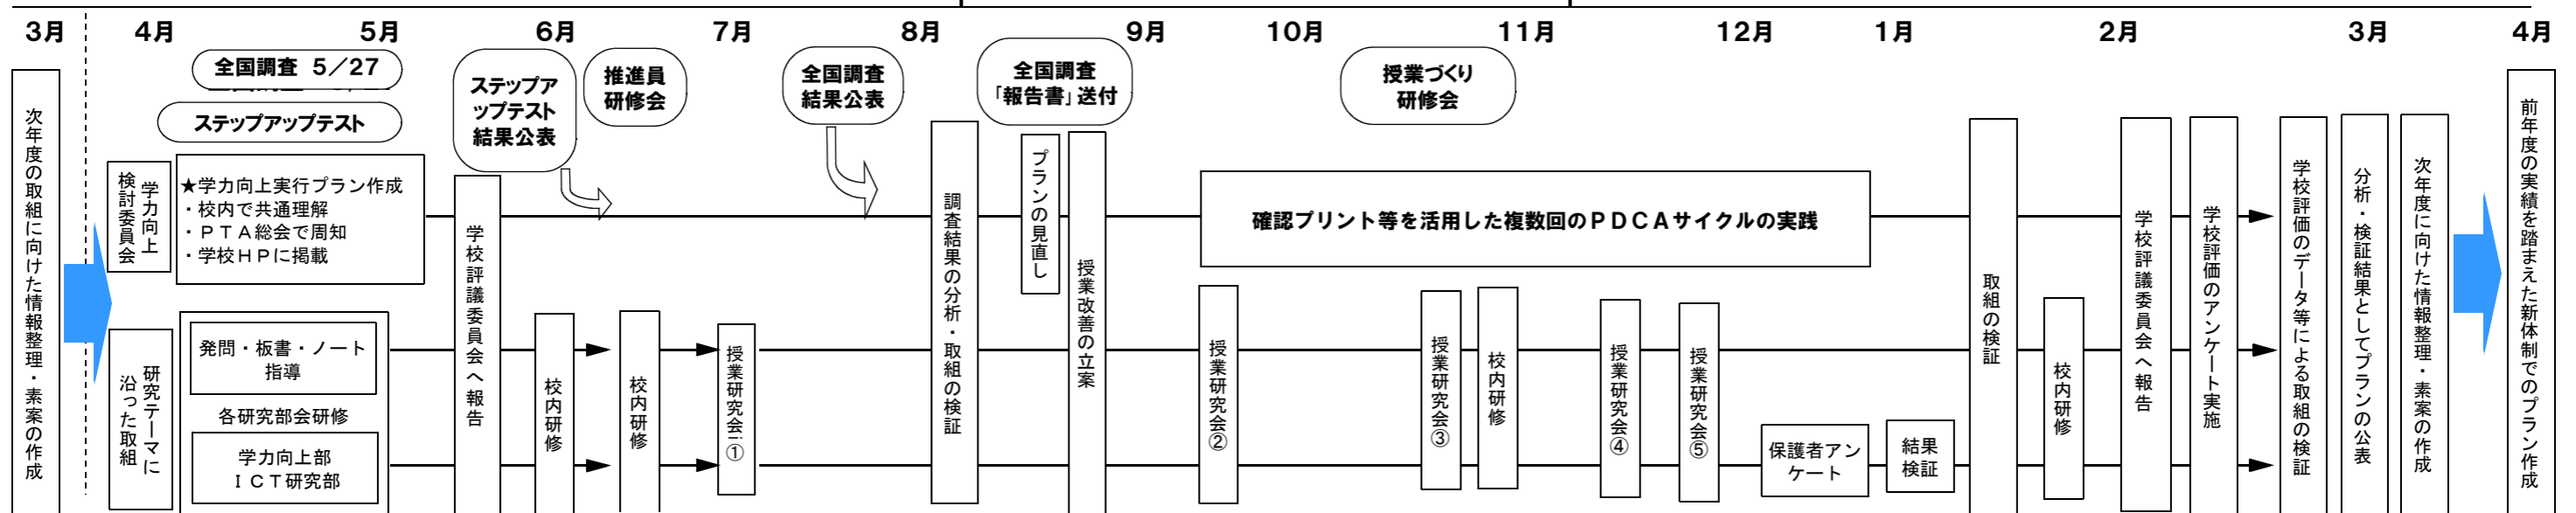 3月
4月
5月
6月
7月
8月
9月
10月
11月
12月
1月
2月
3月
4月
全国調査 5／27
ステップアップテスト
ステップア
ップテスト
結果公表
推進員
研修会
全国調査
結果公表
全国調査
「報告書」送付
授業づくり
研修会
次年度の取組に向けた情報整理・素案の作成
学力向上
検討委員会
★学力向上実行プラン作成
・校内で共通理解
・ＰＴＡ総会で周知
・学校ＨＰに掲載
研究テーマに
沿った取組
発問・板書・ノート
指導
各研究部会研修
学力向上部
ＩＣＴ研究部
学校評議委員会へ報告
校内研修
校内研修
授業研究会①
調査結果の分析・取組の検証
プランの見直し
授業改善の立案
確認プリント等を活用した複数回のＰＤＣＡサイクルの実践
授業研究会②
授業研究会③
校内研修
授業研究会④
授業研究会⑤
保護者アン
ケート
結果
検証
取組の検証
校内研修
学校評議委員会へ報告
学校評価のアンケート実施
学校評価のデータ等による取組の検証
分析・検証結果としてプランの公表
次年度に向けた情報整理・素案の作成
前年度の実績を踏まえた新体制でのプラン作成